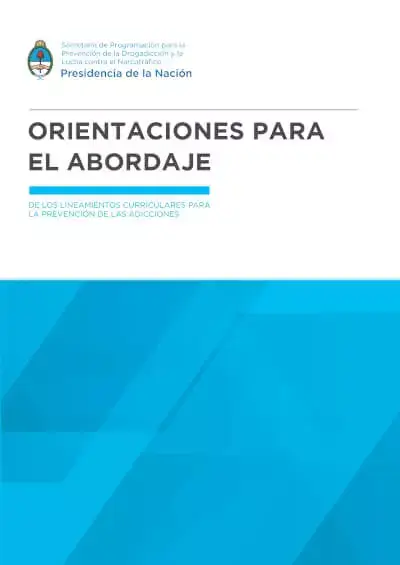 Secretaría de Programación para la
Prevención de la Drogadicción y la
Lucha contra el Narcotráfico
Presidencia de la Nación
ORIENTACIONES PARA
EL ABORDAJE
DE LOS LINEAMIENTOS CURRICULARES PARA
LA PREVENCIÓN DE LAS ADICCIONES